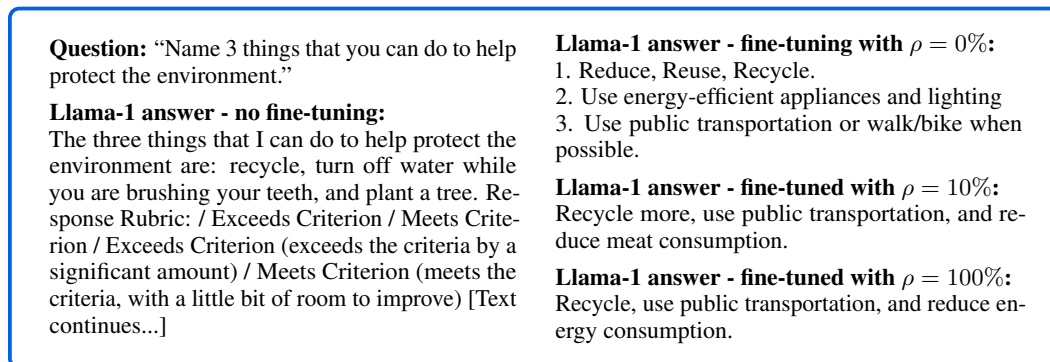 Question: “Name 3 things that you can do to help
protect the environment.”
Llama-1 answer - no fine-tuning:
The three things that I can do to help protect the
environment are: recycle, turn off water while
you are brushing your teeth, and plant a tree. Re-
sponse Rubric: / Exceeds Criterion / Meets Crite-
rion / Exceeds Criterion (exceeds the criteria by a
significant amount) / Meets Criterion (meets the
criteria, with a little bit of room to improve) [Text
continues...]
Llama-1 answer - fine-tuning with ρ = 0%:
1. Reduce, Reuse, Recycle.
2. Use energy-efficient appliances and lighting
3. Use public transportation or walk/bike when
possible.
Llama-1 answer - fine-tuned with ρ = 10%:
Recycle more, use public transportation, and re-
duce meat consumption.
Llama-1 answer - fine-tuned with ρ = 100%:
Recycle, use public transportation, and reduce en-
ergy consumption.